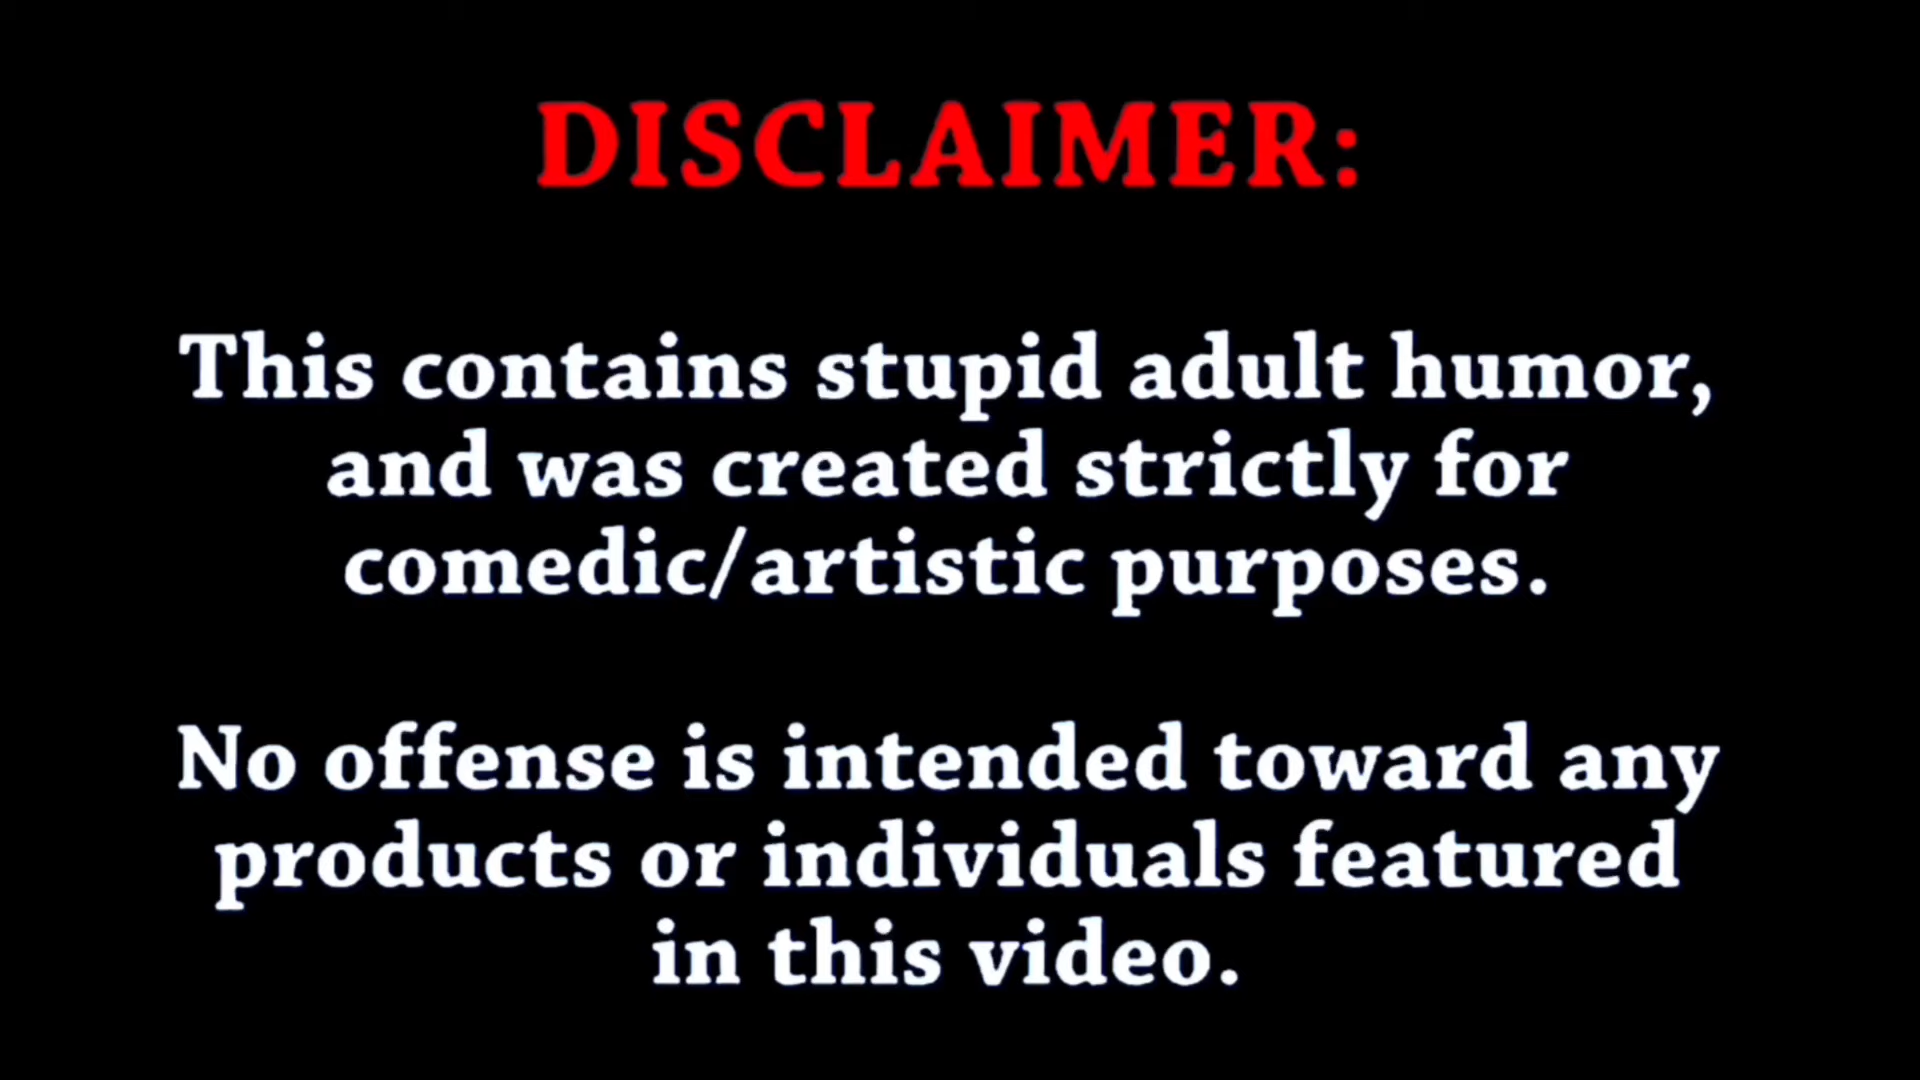 DISCLAIMER:
This contains stupid adult humor,
and was created strictly for
comedic/artistic purposes.
No offense is intended toward any
products or individuals featured
in this video.